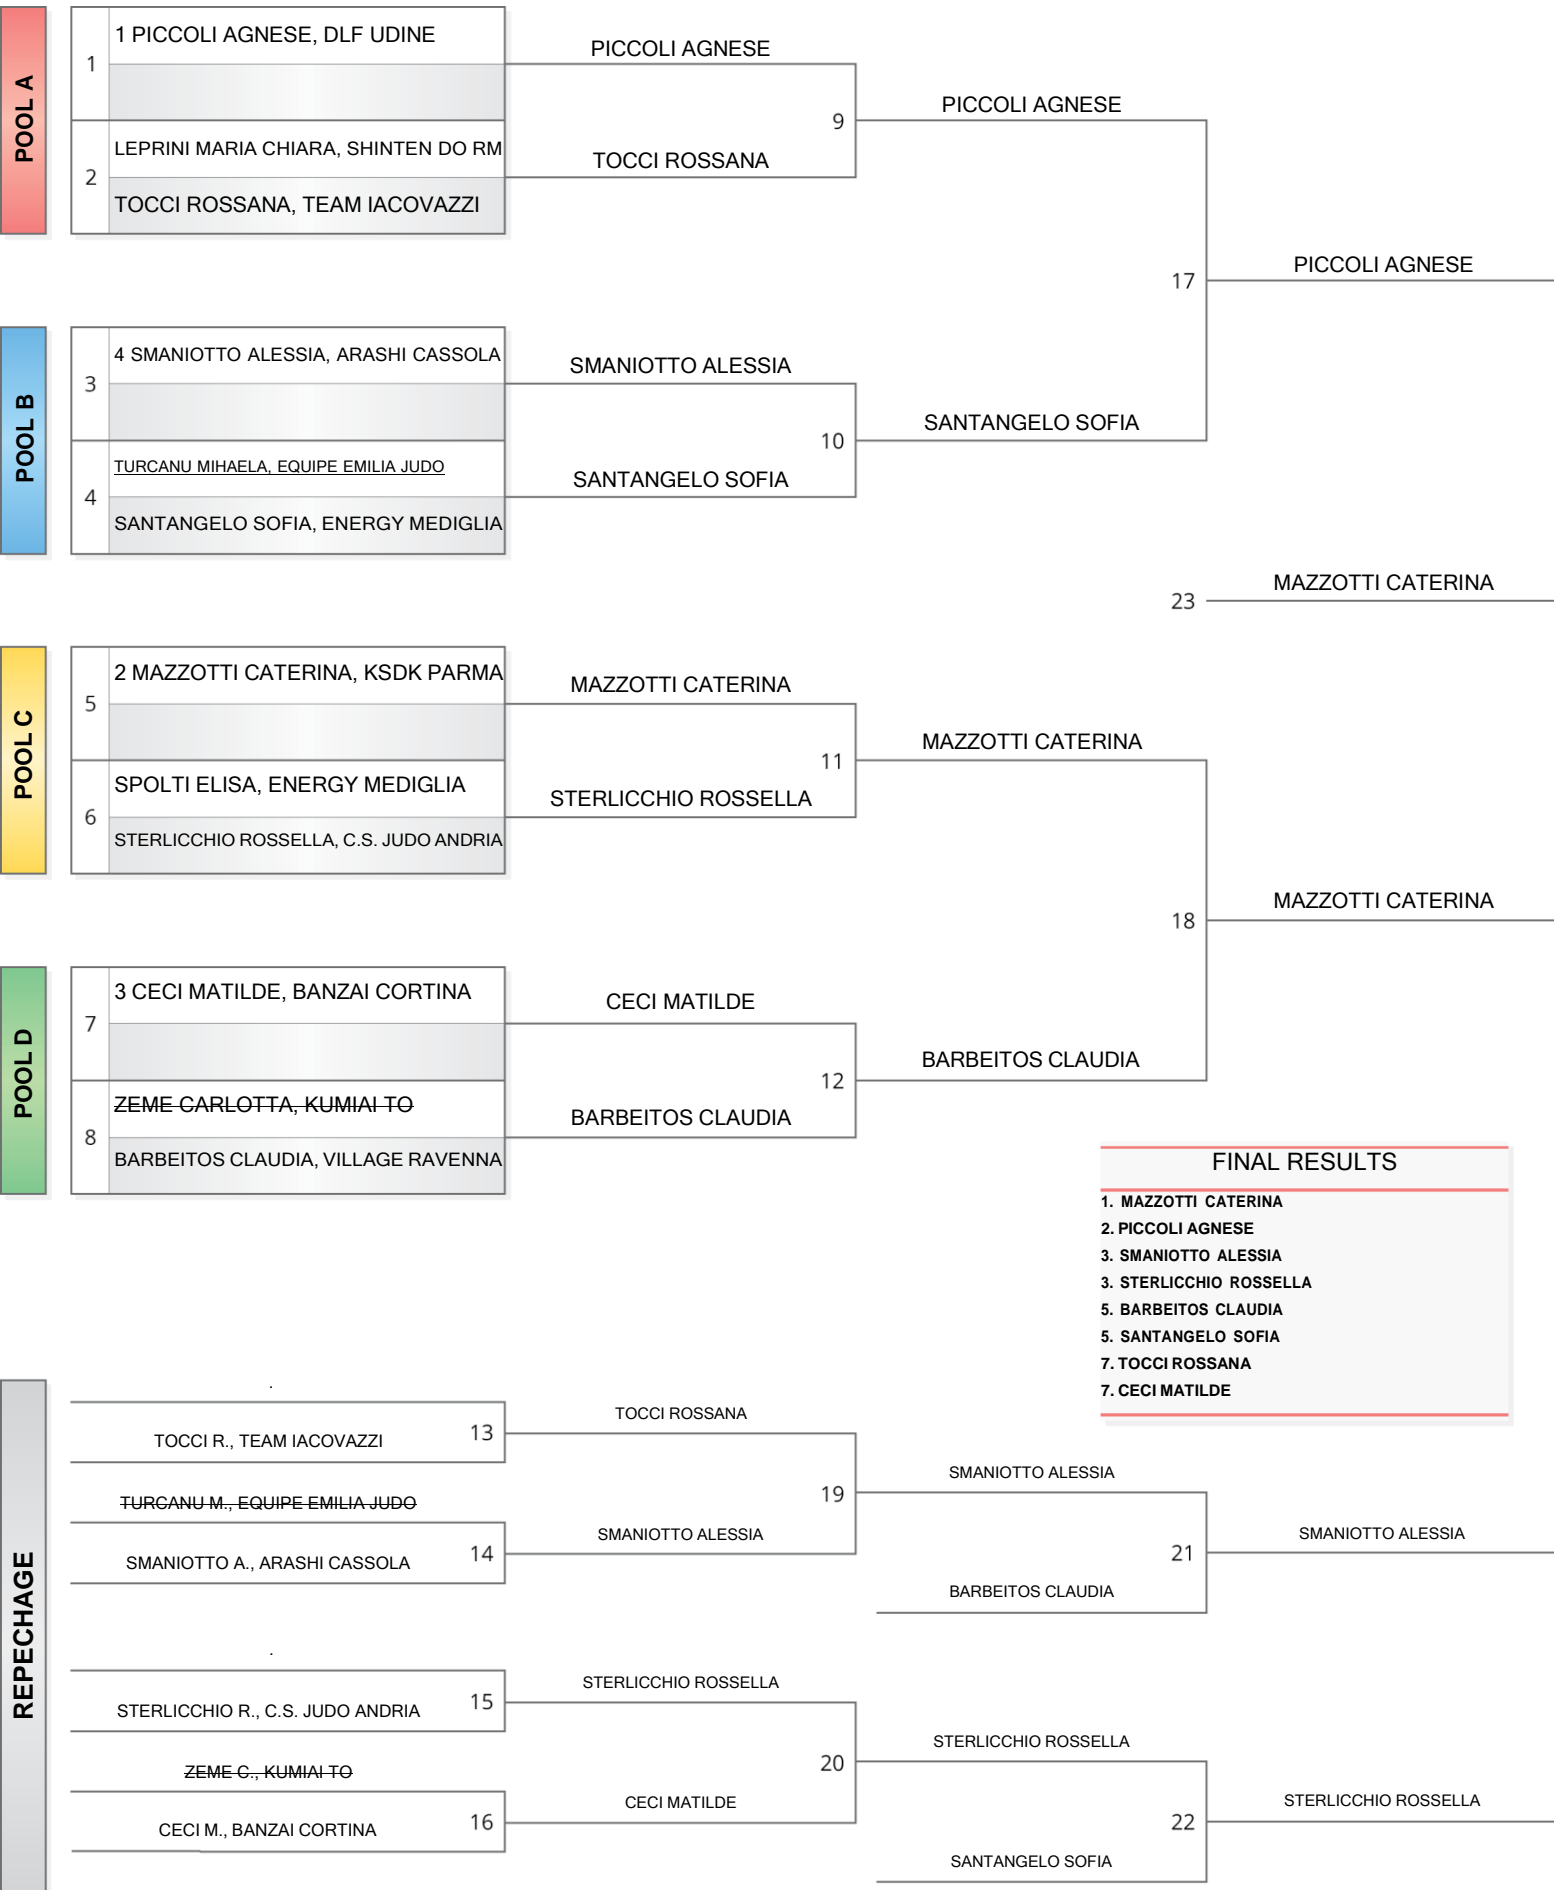 POOL A
1
1 PICCOLI AGNESE, DLF UDINE
2
LEPRINI MARIA CHIARA, SHINTEN DO RM
TOCCI ROSSANA, TEAM IACOVAZZI
PICCOLI AGNESE
TOCCI ROSSANA
9
PICCOLI AGNESE
17
PICCOLI AGNESE
POOL B
3
4 SMANIOTTO ALESSIA, ARASHI CASSOLA
4
TURCANU MIHAELA, EQUIPE EMILIA JUDO
SANTANGELO SOFIA, ENERGY MEDIGLIA
SMANIOTTO ALESSIA
SANTANGELO SOFIA
10
SANTANGELO SOFIA
23
MAZZOTTI CATERINA
POOL C
5
2 MAZZOTTI CATERINA, KSDK PARMA
6
SPOLTI ELISA, ENERGY MEDIGLIA
STERLICCHIO ROSSELLA, C.S. JUDO ANDRIA
MAZZOTTI CATERINA
STERLICCHIO ROSSELLA
11
MAZZOTTI CATERINA
18
MAZZOTTI CATERINA
POOL D
7
3 CECI MATILDE, BANZAI CORTINA
8
ZEME CARLOTTA, KUMIAI TO
BARBEITOS CLAUDIA, VILLAGE RAVENNA
CECI MATILDE
BARBEITOS CLAUDIA
12
BARBEITOS CLAUDIA
FINAL RESULTS
1. MAZZOTTI CATERINA
2. PICCOLI AGNESE
3. SMANIOTTO ALESSIA
3. STERLICCHIO ROSSELLA
5. BARBEITOS CLAUDIA
5. SANTANGELO SOFIA
7. TOCCI ROSSANA
7. CECI MATILDE
REPECHAGE
.
TOCCI R., TEAM IACOVAZZI
13
TURCANU M., EQUIPE EMILIA JUDO
SMANIOTTO A., ARASHI CASSOLA
14
TOCCI ROSSANA
SMANIOTTO ALESSIA
19
SMANIOTTO ALESSIA
BARBEITOS CLAUDIA
21
SMANIOTTO ALESSIA
.
STERLICCHIO R., C.S. JUDO ANDRIA
15
ZEME C., KUMIAI TO
CECI M., BANZAI CORTINA
16
STERLICCHIO ROSSELLA
CECI MATILDE
20
STERLICCHIO ROSSELLA
SANTANGELO SOFIA
22
STERLICCHIO ROSSELLA